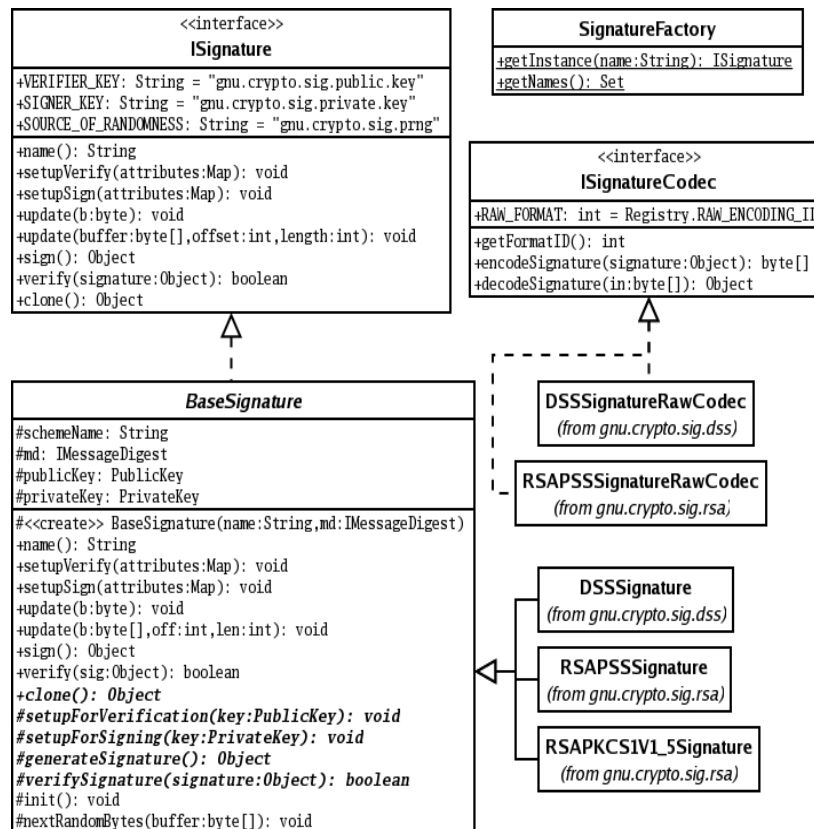 <<interface>>
ISignature
+VERIFIER_KEY: String = "gnu.crypto.sig.public.key"
+SIGNER_KEY: String = "gnu.crypto.sig.private.key"
+SOURCE_OF_RANDOMNESS: String = "gnu.crypto.sig.prng"
+name(): String
+setupVerify(attributes:Map): void
+setupSign(attributes:Map): void
+update(b:byte): void
+update(buffer:byte[],offset:int,length:int): void
+sign(): Object
+verify(signature:Object): boolean
+clone(): Object
SignatureFactory
+getInstance(name:String): ISignature
+getNames(): Set
<<interface>>
ISignatureCodec
+RAW_FORMAT: int = Registry.RAW_ENCODING_ID
+getFormatID(): int
+encodeSignature(signature:Object): byte[]
+decodeSignature(in:byte[]): Object
BaseSignature
#schemeName: String
#md: IMessageDigest
#publicKey: PublicKey
#privateKey: PrivateKey
#<<create>> BaseSignature(name:String,md:IMessageDigest)
+name(): String
+setupVerify(attributes:Map): void
+setupSign(attributes:Map): void
+update(b:byte): void
+update(b:byte[],off:int,len:int): void
+sign(): Object
+verify(sig:Object): boolean
+clone(): Object
#setupForVerification(key:PublicKey): void
#setupForSigning(key:PrivateKey): void
#generateSignature(): Object
#verifySignature(signature:Object): boolean
#init(): void
#nextRandomBytes(buffer:byte[]): void
DSSSignatureRawCodec
(from gnu.crypto.sig.dss)
RSAPSSSignatureRawCodec
(from gnu.crypto.sig.rsa)
DSSSignature
(from gnu.crypto.sig.dss)
RSAPSSSignature
(from gnu.crypto.sig.rsa)
RSAPKCS1V1_5Signature
(from gnu.crypto.sig.rsa)